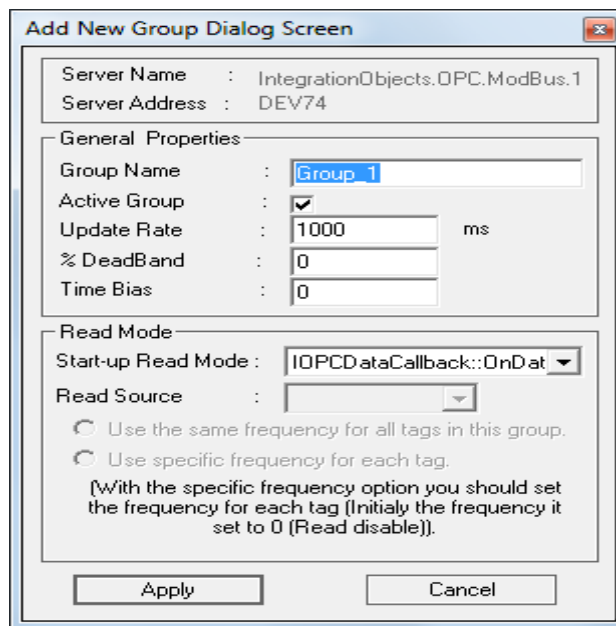 Add New Group Dialog Screen
Server Name : IntegrationObjects.OPC.ModBus.1
Server Address : DEV74
General Properties
Group Name : Group_1
Active Group :
Update Rate : 1000 ms
% DeadBand : 0
Time Bias : 0
Read Mode
Start-up Read Mode : IOPCDataCallback::OnDat
Read Source :
Use the same frequency for all tags in this group.
Use specific frequency for each tag.
(With the specific frequency option you should set
the frequency for each tag (Initialy the frequency it
set to 0 (Read disable)).
Apply Cancel